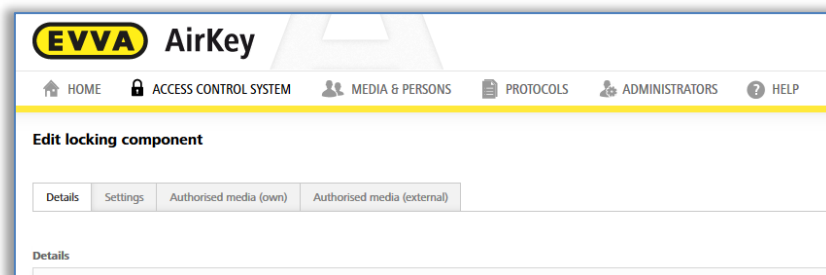 EVVA AirKey
HOME ACCESS CONTROL SYSTEM MEDIA & PERSONS PROTOCOLS ADMINISTRATORS ? HELP
Edit locking component
Details Settings Authorised media (own) Authorised media (external)
Details